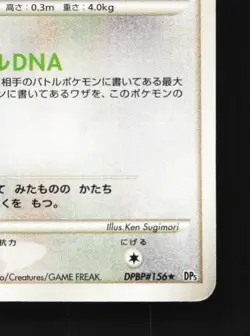 高さ：0.3m 重さ：4.0kg
ルDNA
相手のバトルポケモンに書いてある最大
ンに書いてあるワザを、このポケモンの
て みたものの かたち
くを もつ。
Illus.Ken Sugimori
抗力 にげる
o/Creatures/GAME FREAK. DPBP#156★ DPs